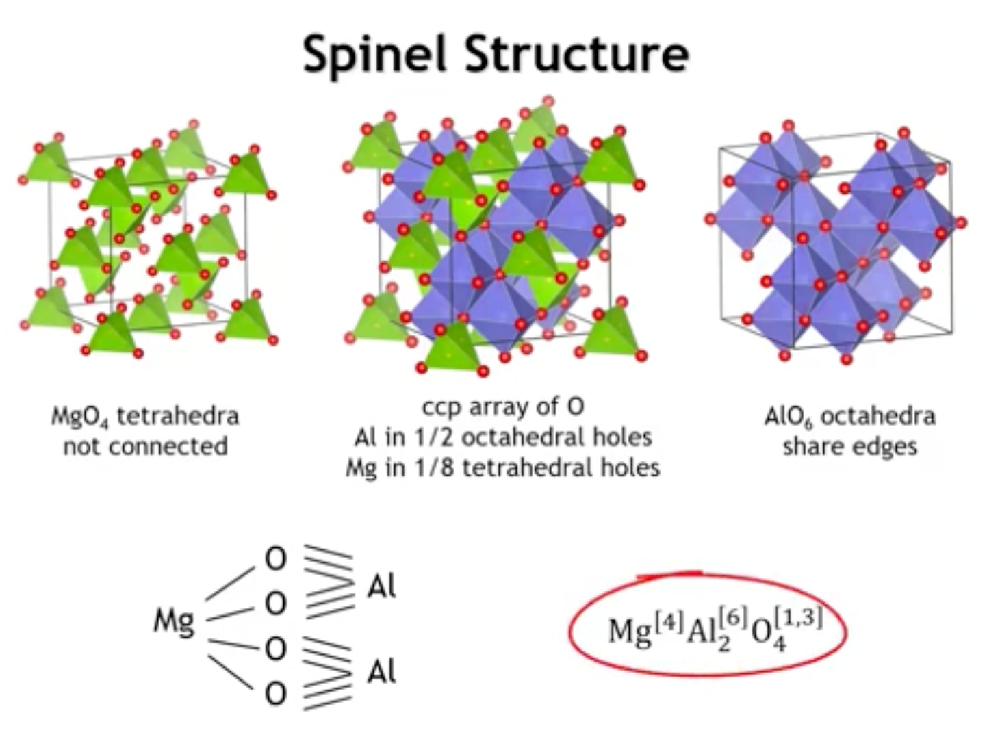 Spinel Structure
MgO₄ tetrahedra
not connected
ccp array of O
Al in 1/2 octahedral holes
Mg in 1/8 tetrahedral holes
AlO₆ octahedra
share edges
Mg
O
O
O
O
Al
Al
Mg^[4]Al₂^[6]O₄^[1,3]